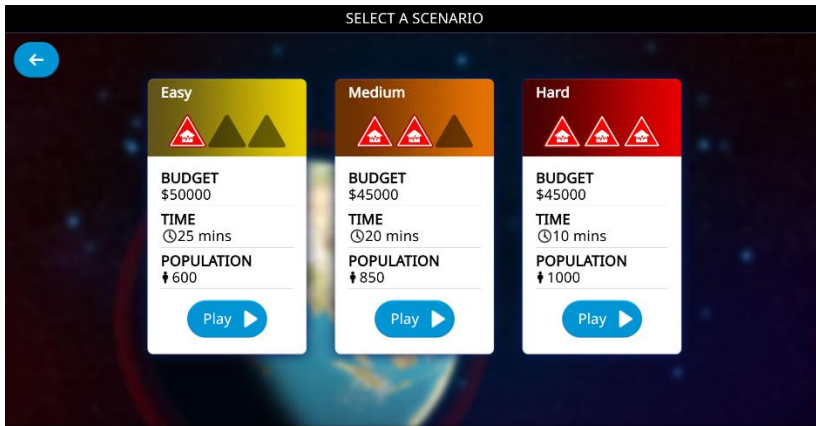 SELECT A SCENARIO
Easy
BUDGET
$50000
TIME
25 mins
POPULATION
600
Play
Medium
BUDGET
$45000
TIME
20 mins
POPULATION
850
Play
Hard
BUDGET
$45000
TIME
10 mins
POPULATION
1000
Play